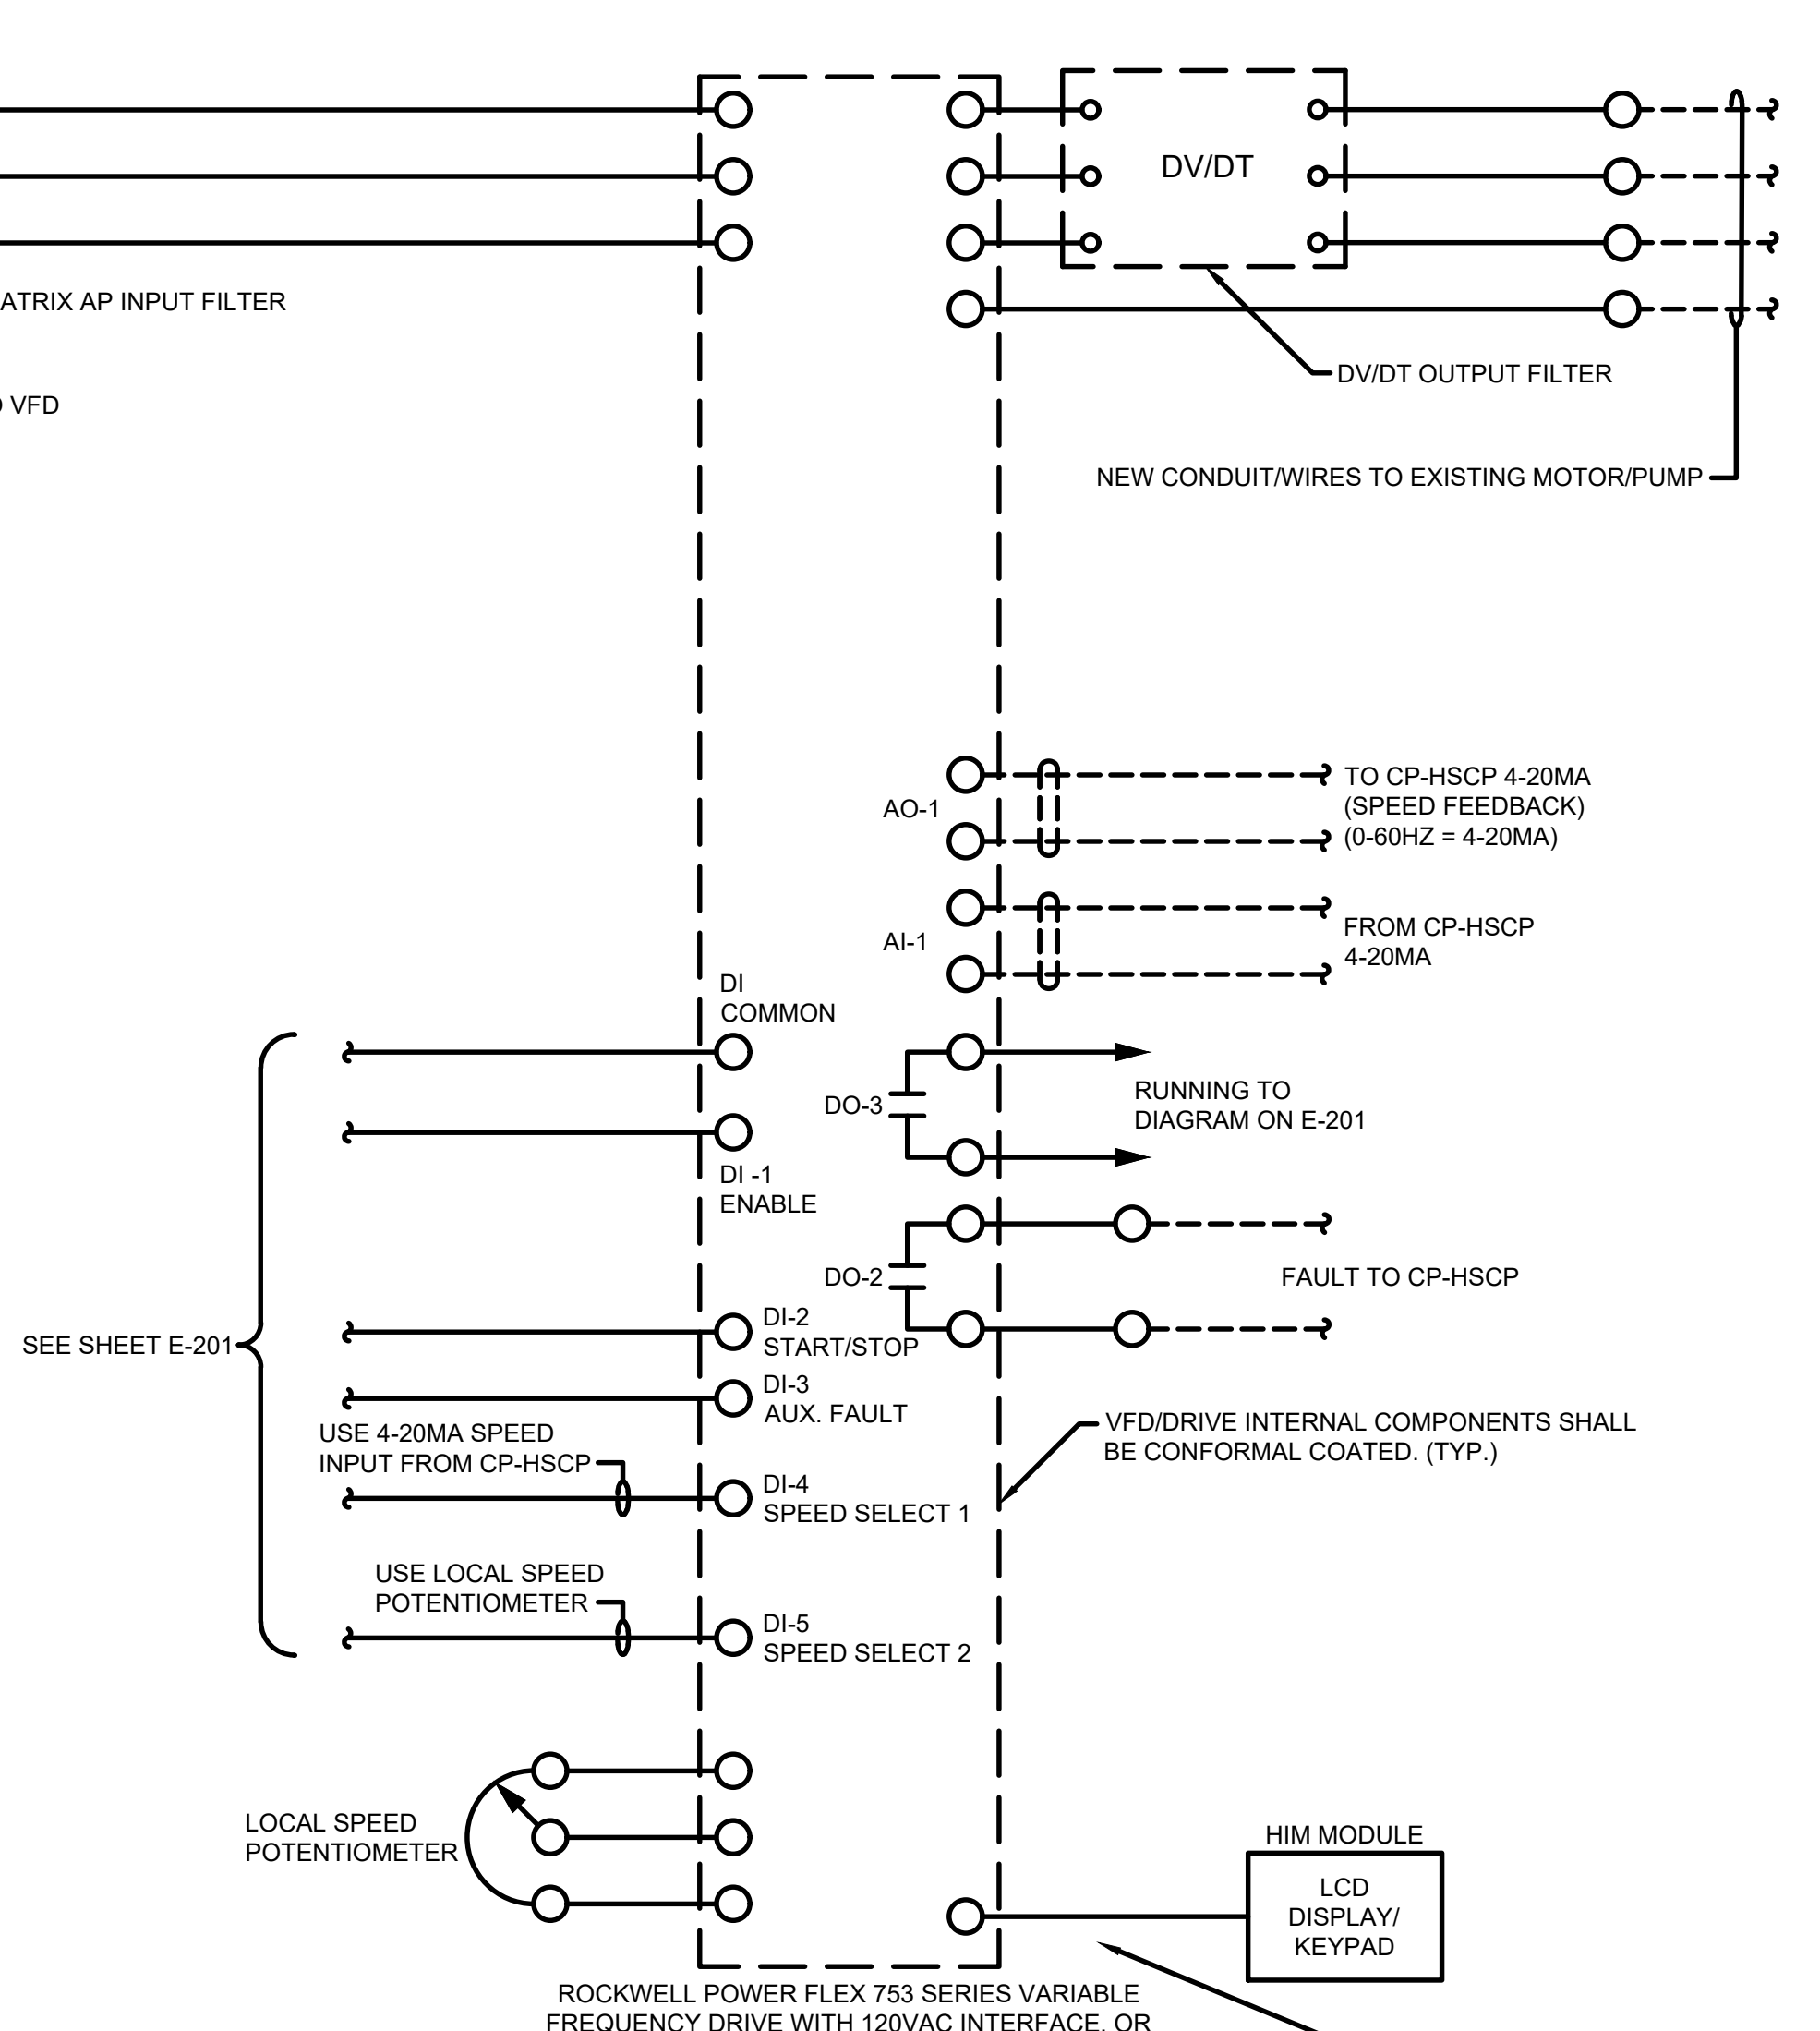 DV/DT
ATRIX AP INPUT FILTER
DV/DT OUTPUT FILTER
VFD
NEW CONDUIT/WIRES TO EXISTING MOTOR/PUMP
AO-1
TO CP-HSCP 4-20MA
(SPEED FEEDBACK)
(0-60HZ = 4-20MA)
AI-1
FROM CP-HSCP
4-20MA
DI
COMMON
DO-3
RUNNING TO
DIAGRAM ON E-201
DI -1
ENABLE
DO-2
FAULT TO CP-HSCP
SEE SHEET E-201
DI-2
START/STOP
DI-3
AUX. FAULT
USE 4-20MA SPEED
INPUT FROM CP-HSCP
VFD/DRIVE INTERNAL COMPONENTS SHALL
BE CONFORMAL COATED. (TYP.)
DI-4
SPEED SELECT 1
USE LOCAL SPEED
POTENTIOMETER
DI-5
SPEED SELECT 2
LOCAL SPEED
POTENTIOMETER
HIM MODULE
LCD
DISPLAY/
KEYPAD
ROCKWELL POWER FLEX 753 SERIES VARIABLE
FREQUENCY DRIVE WITH 120VAC INTERFACE, OR